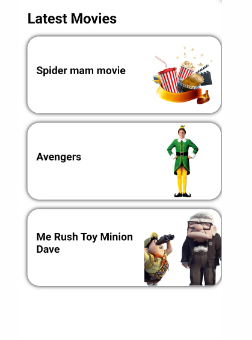 Latest Movies
Spider mam movie
Avengers
Me Rush Toy Minion
Dave